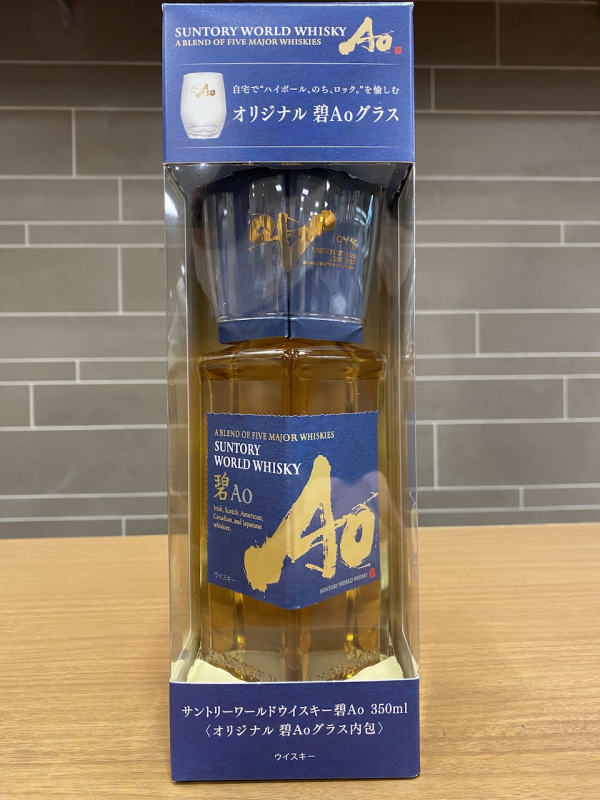 SUNTORY WORLD WHISKY
A BLEND OF FIVE MAJOR WHISKIES
Ao
Ao
自宅で“ハイボール、のち、ロック。”を愉しむ
オリジナル 碧Aoグラス
A BLEND OF FIVE MAJOR WHISKIES
SUNTORY
WORLD WHISKY
碧Ao
Irish, Scotch, American,
Canadian, and Japanese
whiskies.
Ao
ウイスキー
SUNTORY WORLD WHISKY
サントリーワールドウイスキー碧Ao 350ml
〈オリジナル 碧Aoグラス内包〉
ウイスキー